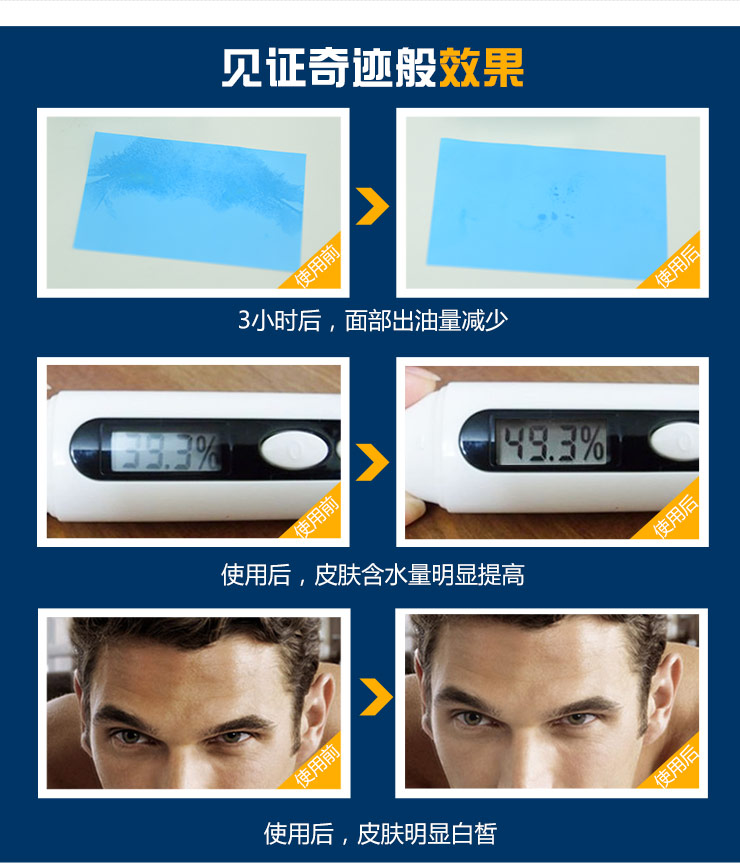 见证奇迹般效果
使用前
使用后
3小时后，面部出油量减少
39.3%
使用前
49.3%
使用后
使用后，皮肤含水量明显提高
使用前
使用后
使用后，皮肤明显白皙